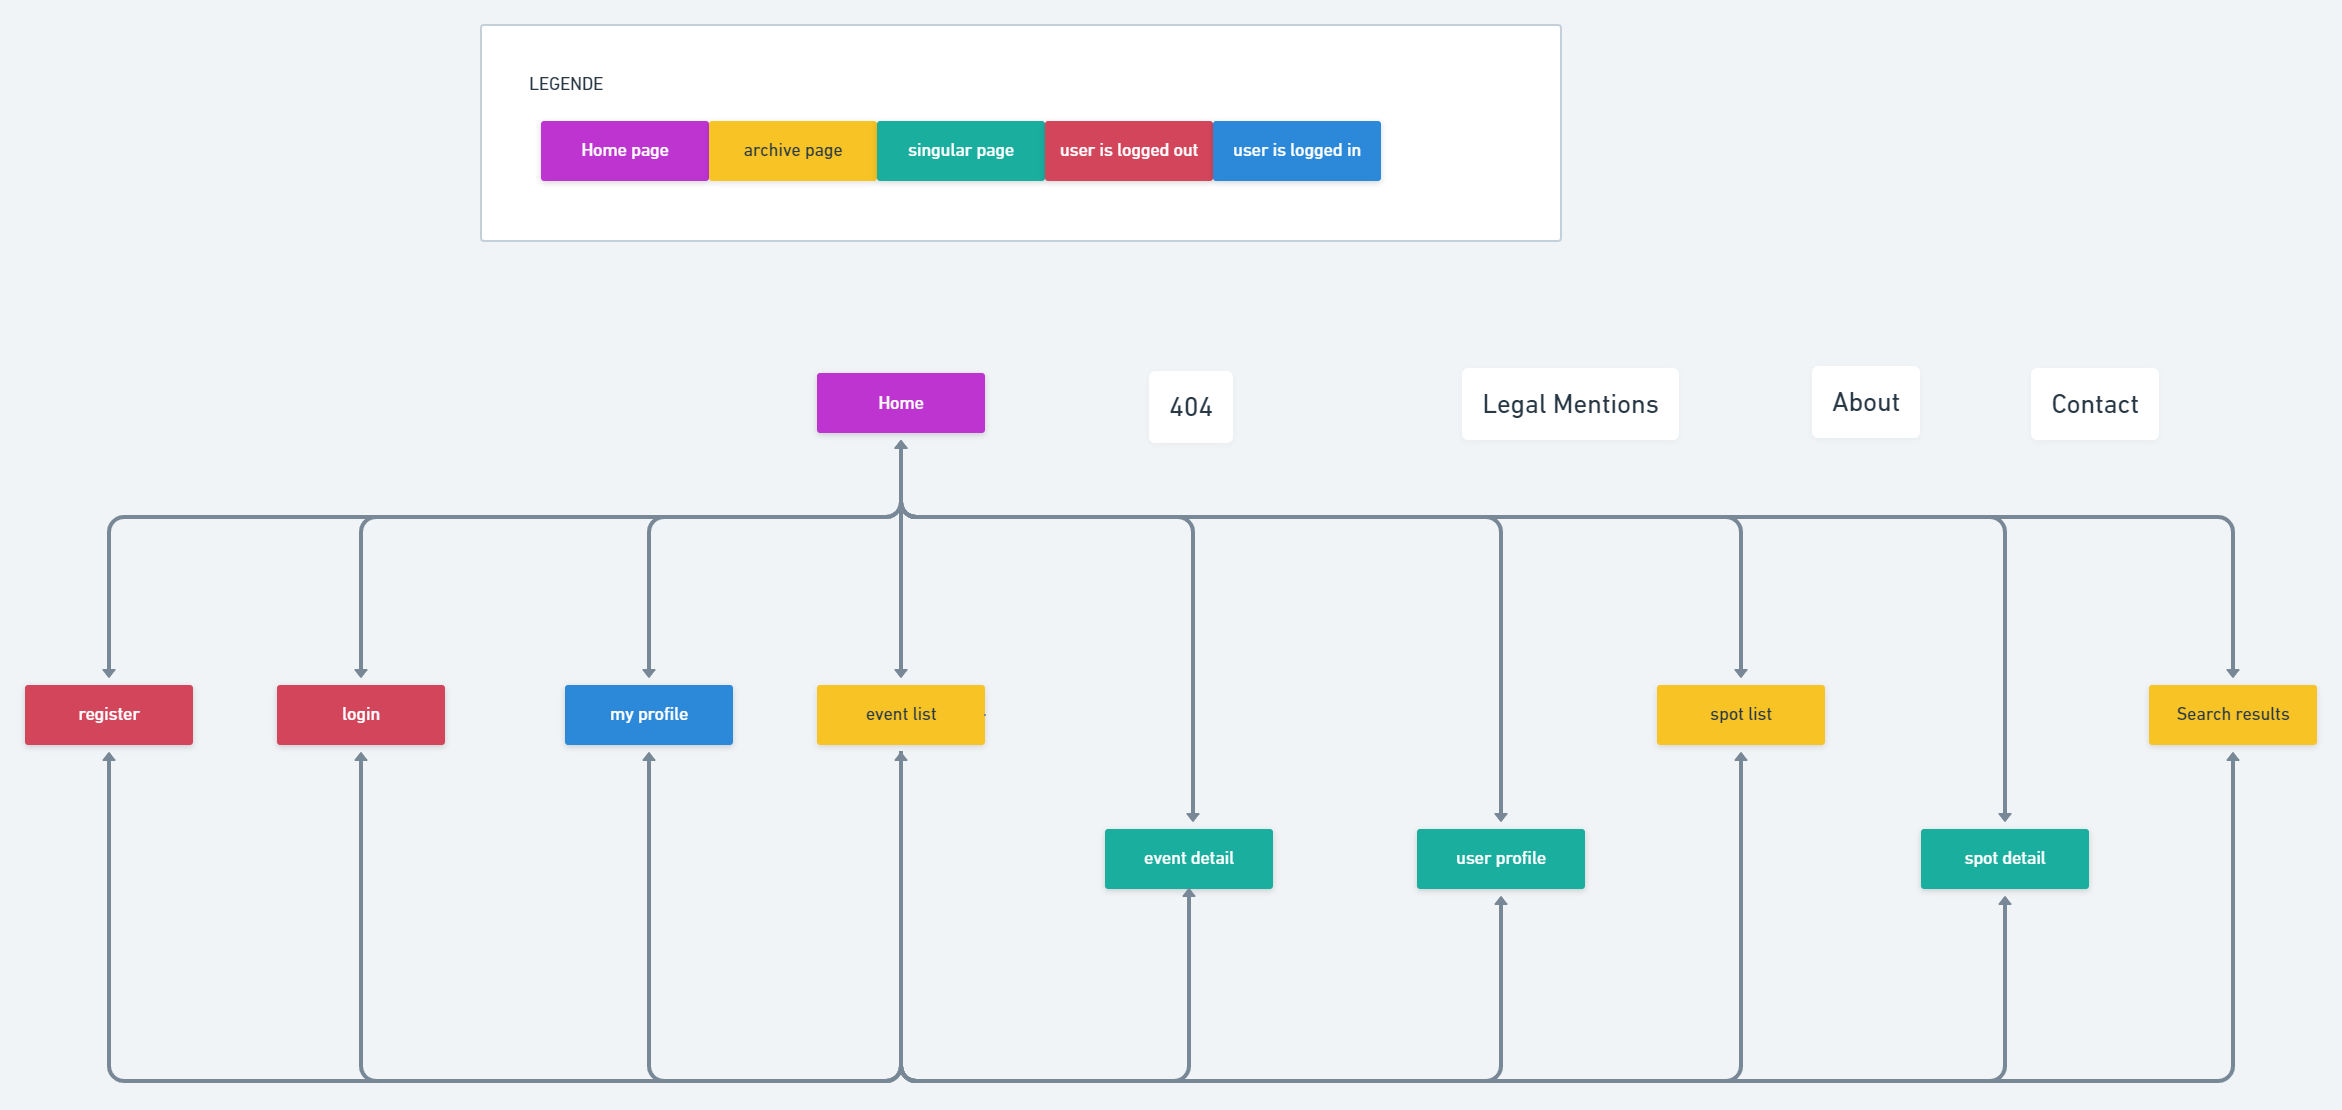 LEGENDE
Home page archive page singular page user is logged out user is logged in
Home 404 Legal Mentions About Contact
register login my profile event list spot list Search results
event detail user profile spot detail